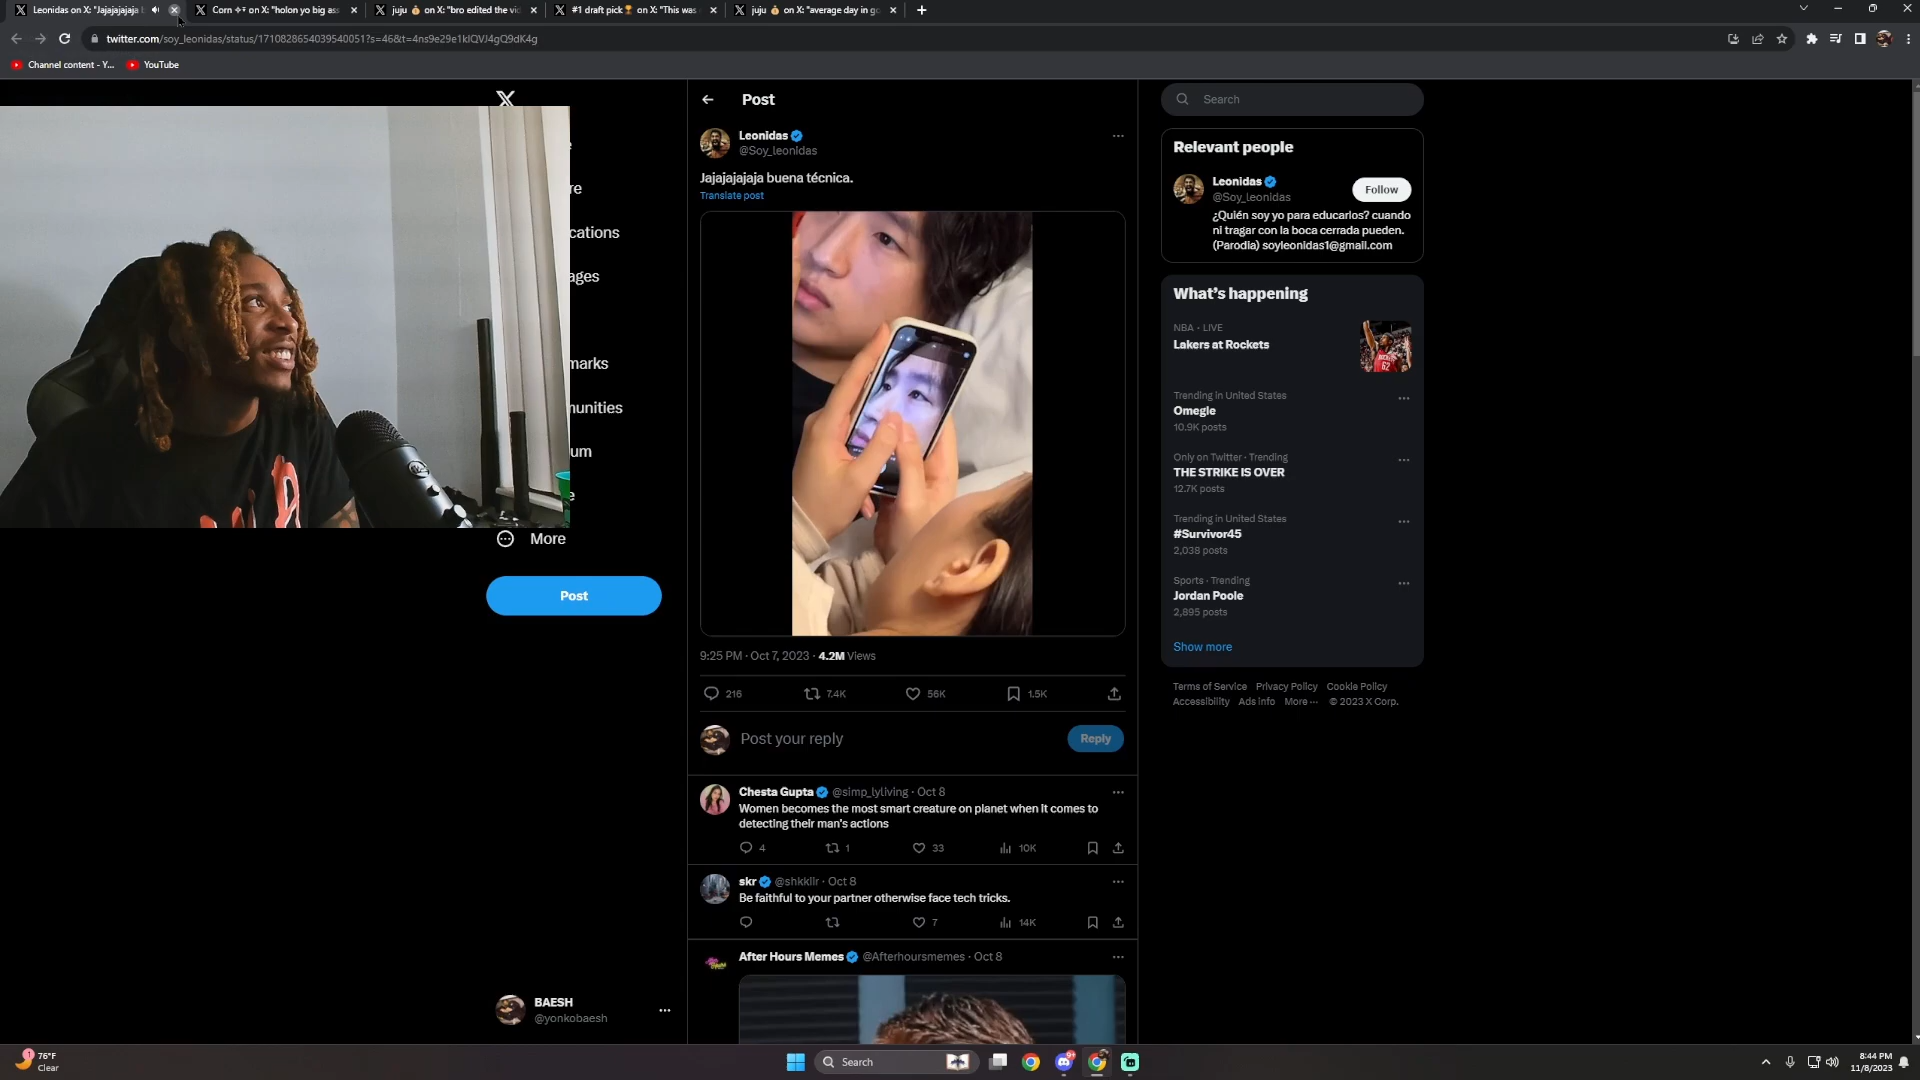 Leonidas on X: "Jajajajajaja b
Corn on X: "holon yo big ass
juju on X: "bro edited the vid
#1 draft pick on X: "This was
juju on X: "average day in go
twitter.com/soy_leonidas/status/1710828654039540051?s=46&t=4ns9e29e1kIQVJ4gQ9dK4g
Channel content - Y...
YouTube
X
re
cations
ages
marks
nunities
um
e
More
Post
BAESH
@yonkobaesh
Post
Leonidas
@Soy_leonidas
Jajajajajaja buena técnica.
Translate post
9:25 PM · Oct 7, 2023 · 4.2M Views
216
7.4K
56K
1.5K
Post your reply
Reply
Chesta Gupta @simp_lyliving · Oct 8
Women becomes the most smart creature on planet when it comes to
detecting their man's actions
4
1
33
10K
skr @shkklir · Oct 8
Be faithful to your partner otherwise face tech tricks.
7
14K
After Hours Memes @Afterhoursmemes · Oct 8
Search
Relevant people
Leonidas
@Soy_leonidas
Follow
¿Quién soy yo para educarlos? cuando
ni tragar con la boca cerrada pueden.
(Parodia) soyleonidas1@gmail.com
What's happening
NBA · LIVE
Lakers at Rockets
Trending in United States
Omegle
10.9K posts
Only on Twitter · Trending
THE STRIKE IS OVER
12.7K posts
Trending in United States
#Survivor45
2,038 posts
Sports · Trending
Jordan Poole
2,895 posts
Show more
Terms of Service Privacy Policy Cookie Policy
Accessibility Ads info More ··· © 2023 X Corp.
1
76°F
Clear
Search
8:44 PM
11/8/2023